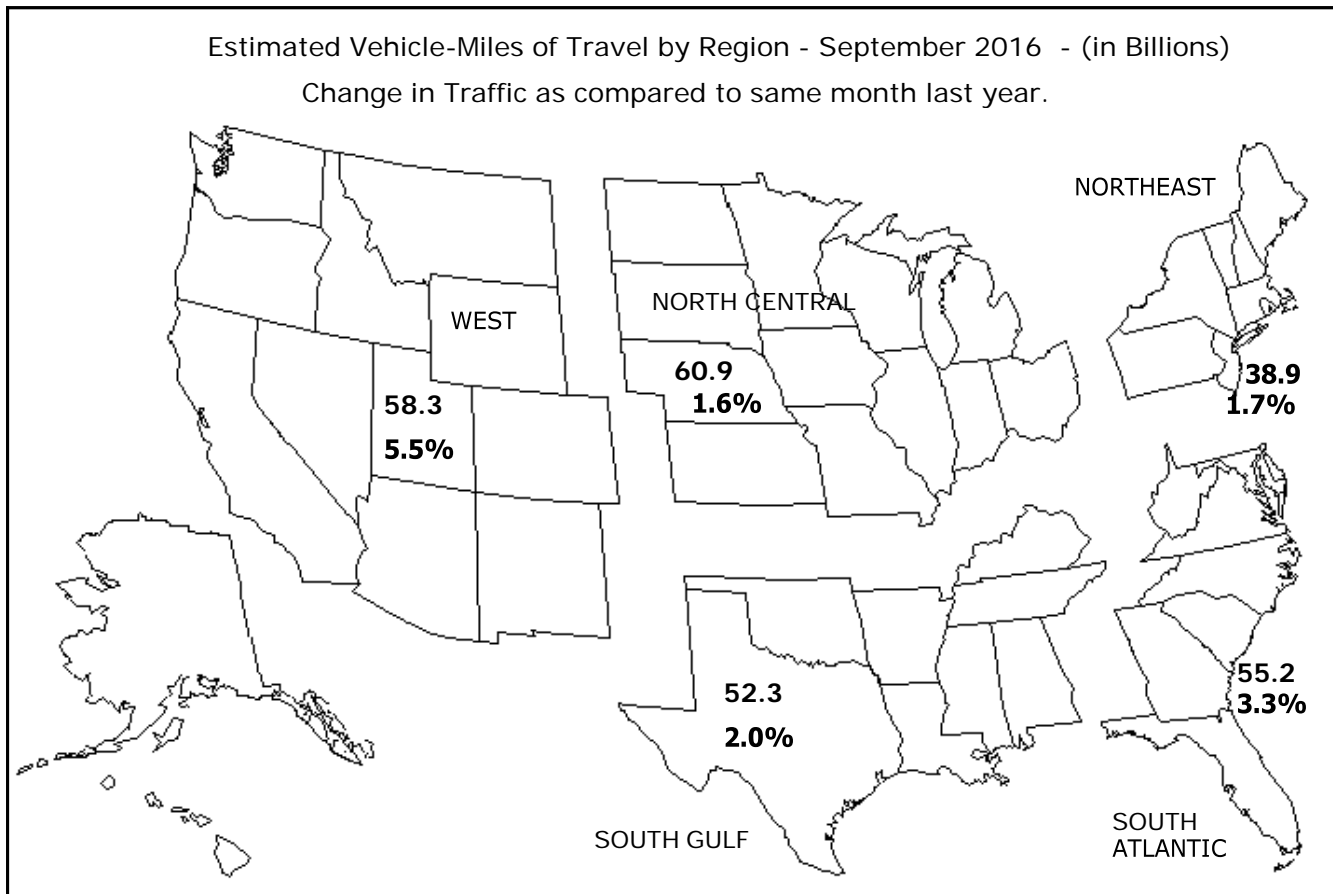 Estimated Vehicle-Miles of Travel by Region - September 2016 - (in Billions)
Change in Traffic as compared to same month last year.
NORTHEAST
WEST
NORTH CENTRAL
60.9
1.6%
38.9
1.7%
58.3
5.5%
52.3
2.0%
55.2
3.3%
SOUTH GULF
SOUTH
ATLANTIC